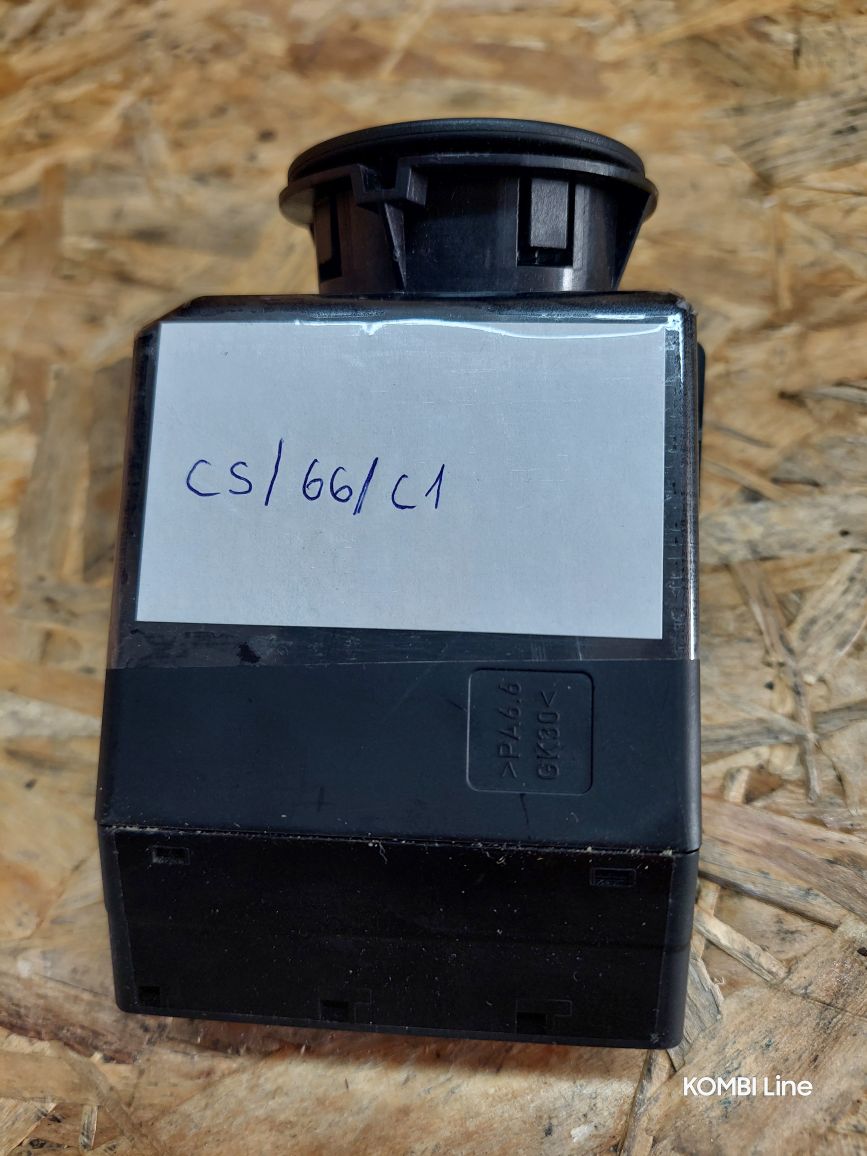 CS/66/C1
>PA6.6
GK30<
KOMBI Line